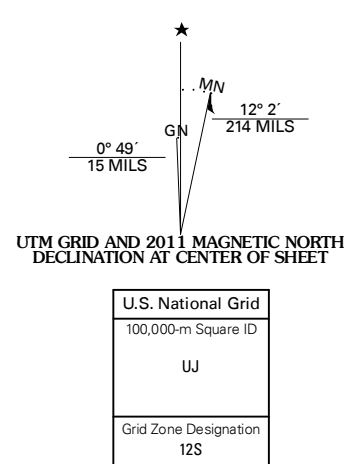 MN
GN
12° 2´
214 MILS
0° 49´
15 MILS
UTM GRID AND 2011 MAGNETIC NORTH
DECLINATION AT CENTER OF SHEET
U.S. National Grid
100,000-m Square ID
UJ
Grid Zone Designation
12S